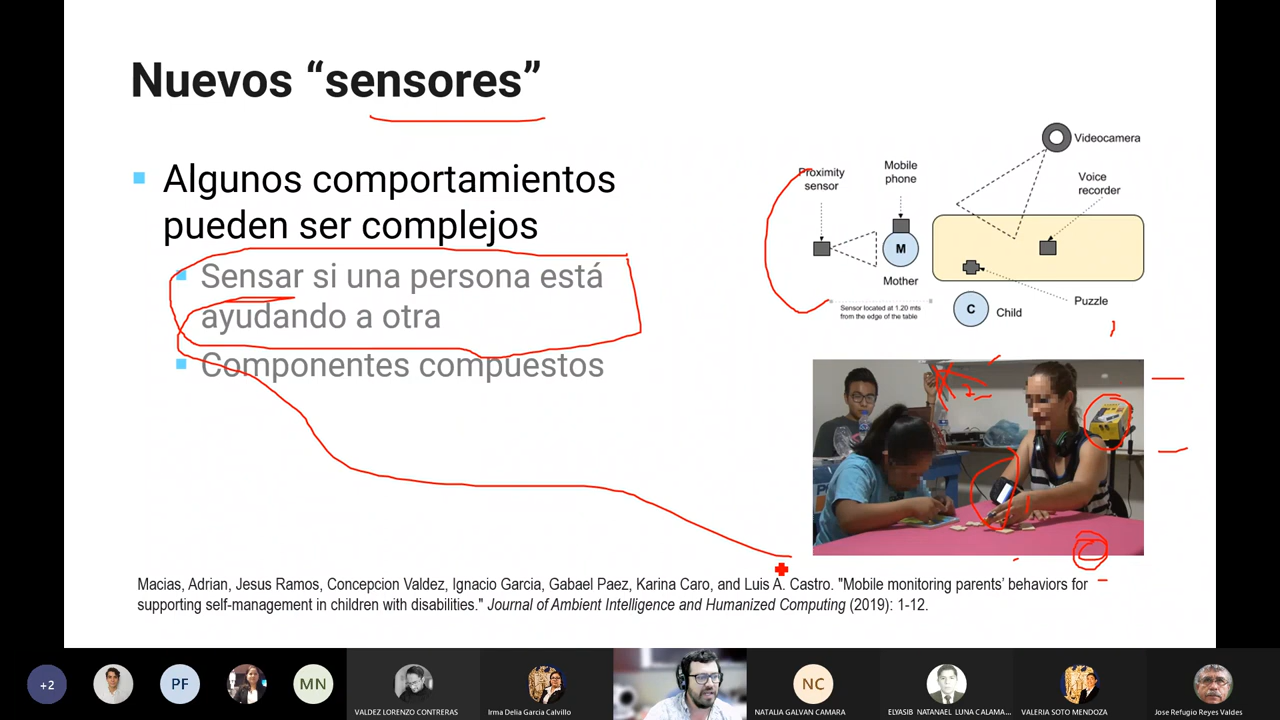 Nuevos “sensores”
Algunos comportamientos
pueden ser complejos
Sensar si una persona está
ayudando a otra
Componentes compuestos
Videocamera
Proximity
sensor
Mobile
phone
Voice
recorder
M
Mother
Puzzle
Sensor located at 1.20 mts
from the edge of the table
C
Child
2
Macias, Adrian, Jesus Ramos, Concepcion Valdez, Ignacio Garcia, Gabael Paez, Karina Caro, and Luis A. Castro. "Mobile monitoring parents’ behaviors for
supporting self-management in children with disabilities." Journal of Ambient Intelligence and Humanized Computing (2019): 1-12.
+2
PF
MN
NC
VALDEZ LORENZO CONTRERAS
Irma Delia Garcia Calvillo
NATALIA GALVAN CAMARA
ELYASIB NATANAEL LUNA CALAMA...
VALERIA SOTO MENDOZA
Jose Refugio Reyes Valdes